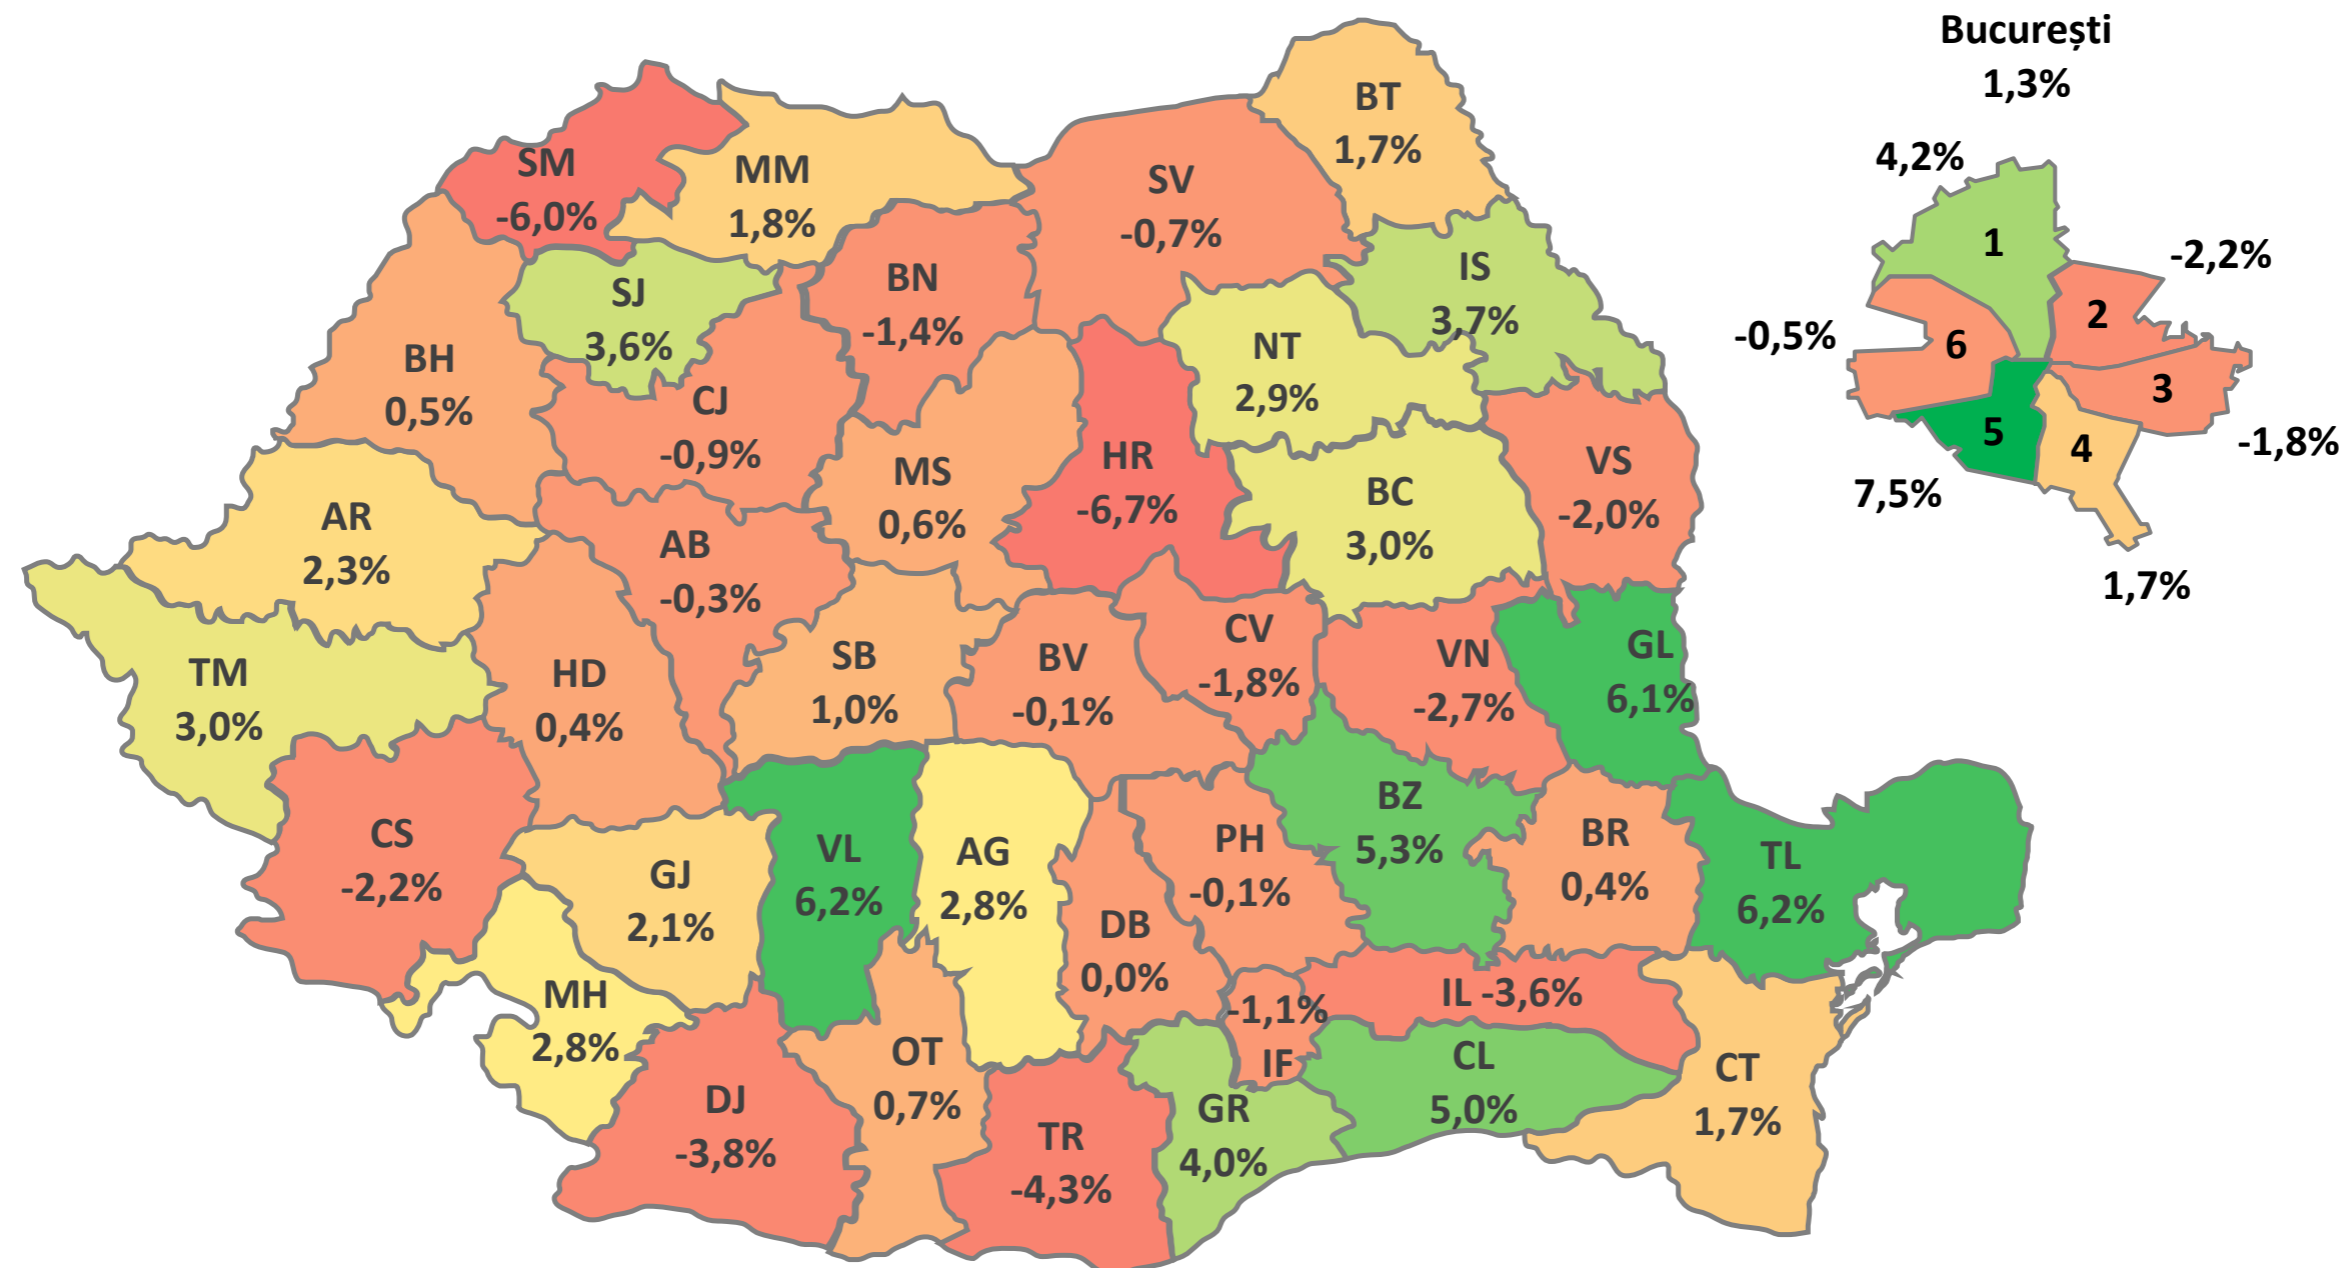 București
1,3%
BT
1,7%
SM
-6,0%
MM
1,8%
SV
-0,7%
4,2%
1
-2,2%
2
-0,5%
6
3
-1,8%
5
4
7,5%
1,7%
IS
3,7%
BN
-1,4%
SJ
3,6%
NT
2,9%
BH
0,5%
CJ
-0,9%
HR
-6,7%
VS
-2,0%
MS
0,6%
BC
3,0%
AR
2,3%
AB
-0,3%
CV
-1,8%
GL
6,1%
VN
-2,7%
SB
1,0%
BV
-0,1%
TM
3,0%
HD
0,4%
BZ
5,3%
CS
-2,2%
BR
0,4%
PH
-0,1%
VL
6,2%
AG
2,8%
TL
6,2%
GJ
2,1%
DB
0,0%
MH
2,8%
IL -3,6%
-1,1%
IF
OT
0,7%
CL
5,0%
CT
1,7%
DJ
-3,8%
GR
4,0%
TR
-4,3%